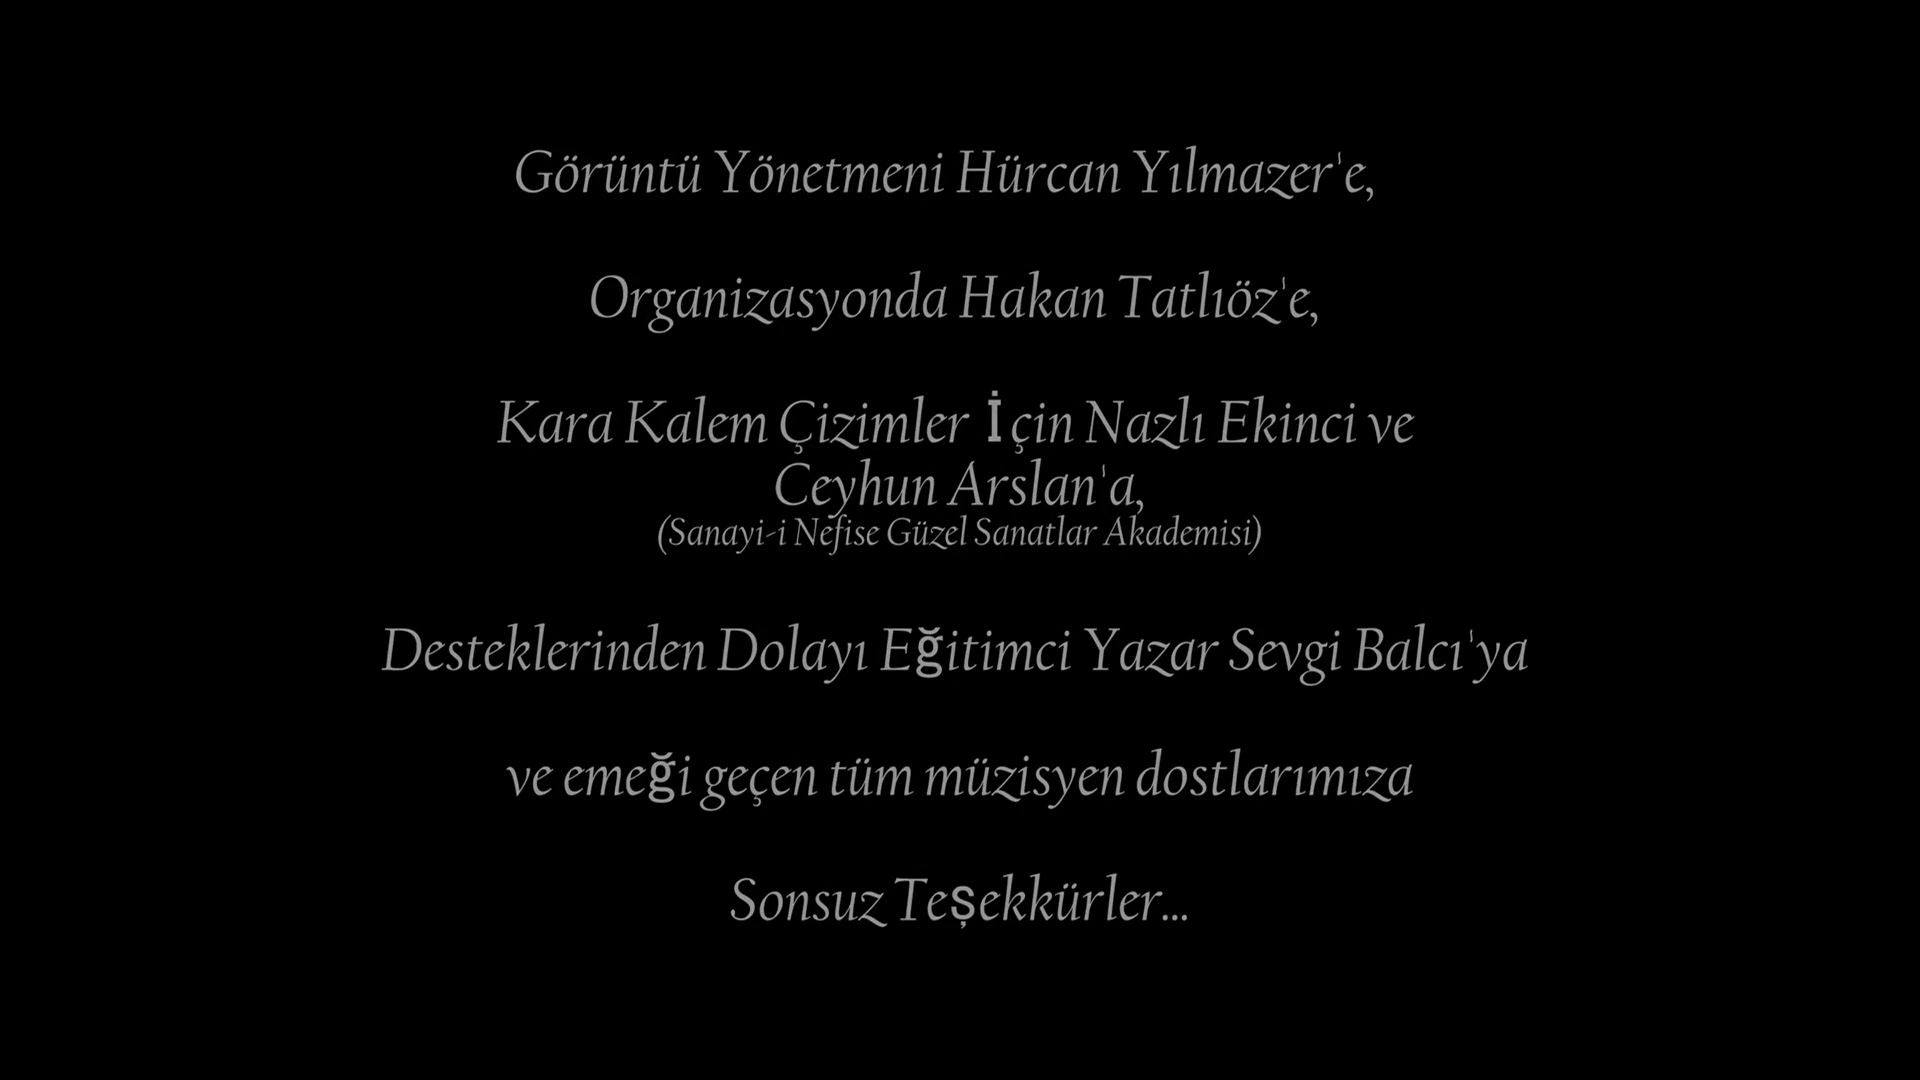 Görüntü Yönetmeni Hürcan Yılmazer'e,
Organizasyonda Hakan Tatlıöz'e,
Kara Kalem Çizimler İçin Nazlı Ekinci ve
Ceyhun Arslan'a,
(Sanayi-i Nefise Güzel Sanatlar Akademisi)
Desteklerinden Dolayı Eğitimci Yazar Sevgi Balcı'ya
ve emeği geçen tüm müzisyen dostlarımıza
Sonsuz Teşekkürler...